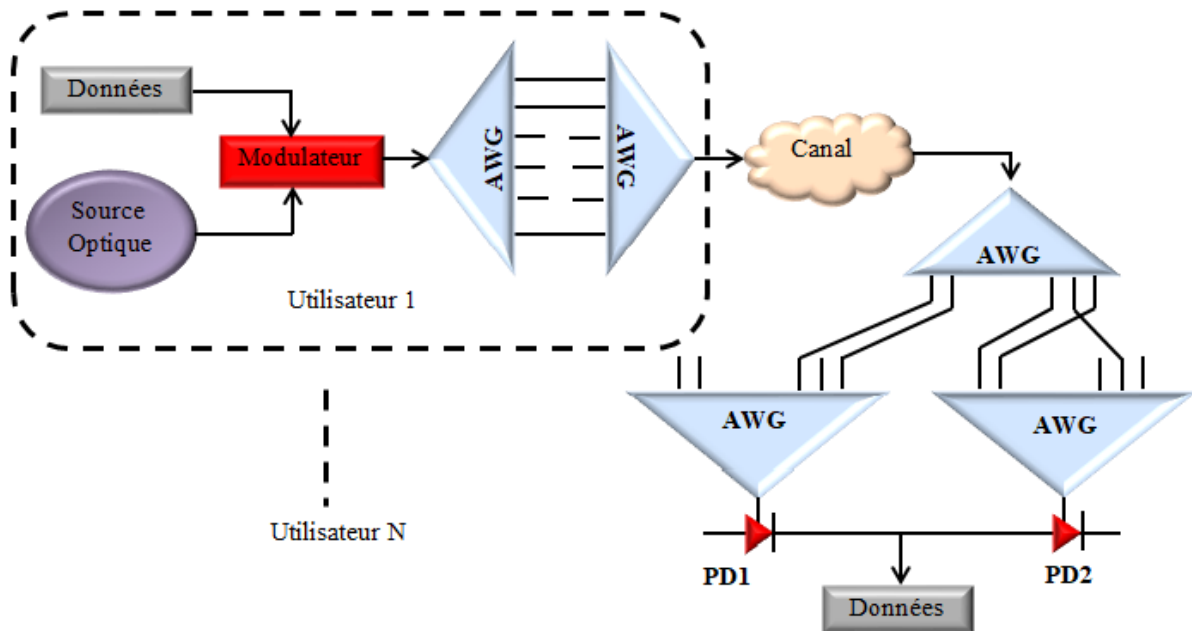 Données
Modulateur
Source
Optique
AWG
AWG
Utilisateur 1
Canal
AWG
AWG
AWG
Utilisateur N
PD1
PD2
Données